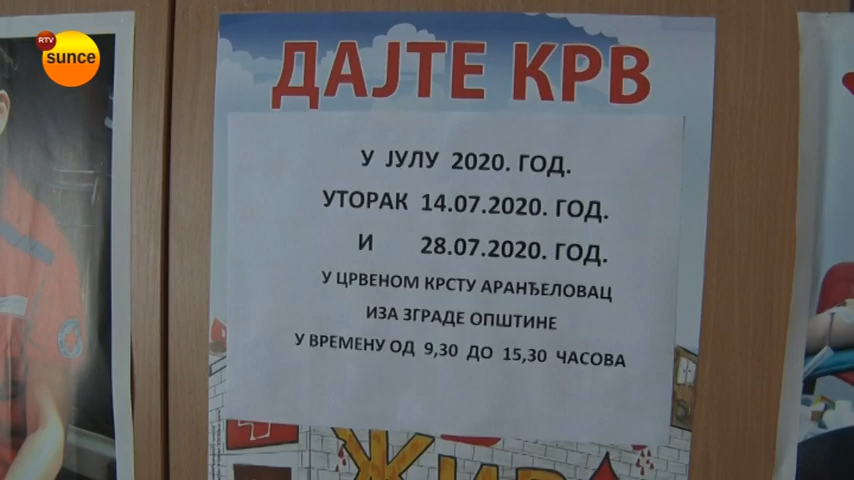 RTV
sunce
ДАЈТЕ КРВ
У ЈУЛУ 2020. ГОД.
УТОРАК 14.07.2020. ГОД.
И 28.07.2020. ГОД.
У ЦРВЕНОМ КРСТУ АРАНЂЕЛОВАЦ
ИЗА ЗГРАДЕ ОПШТИНЕ
У ВРЕМЕНУ ОД 9,30 ДО 15,30 ЧАСОВА